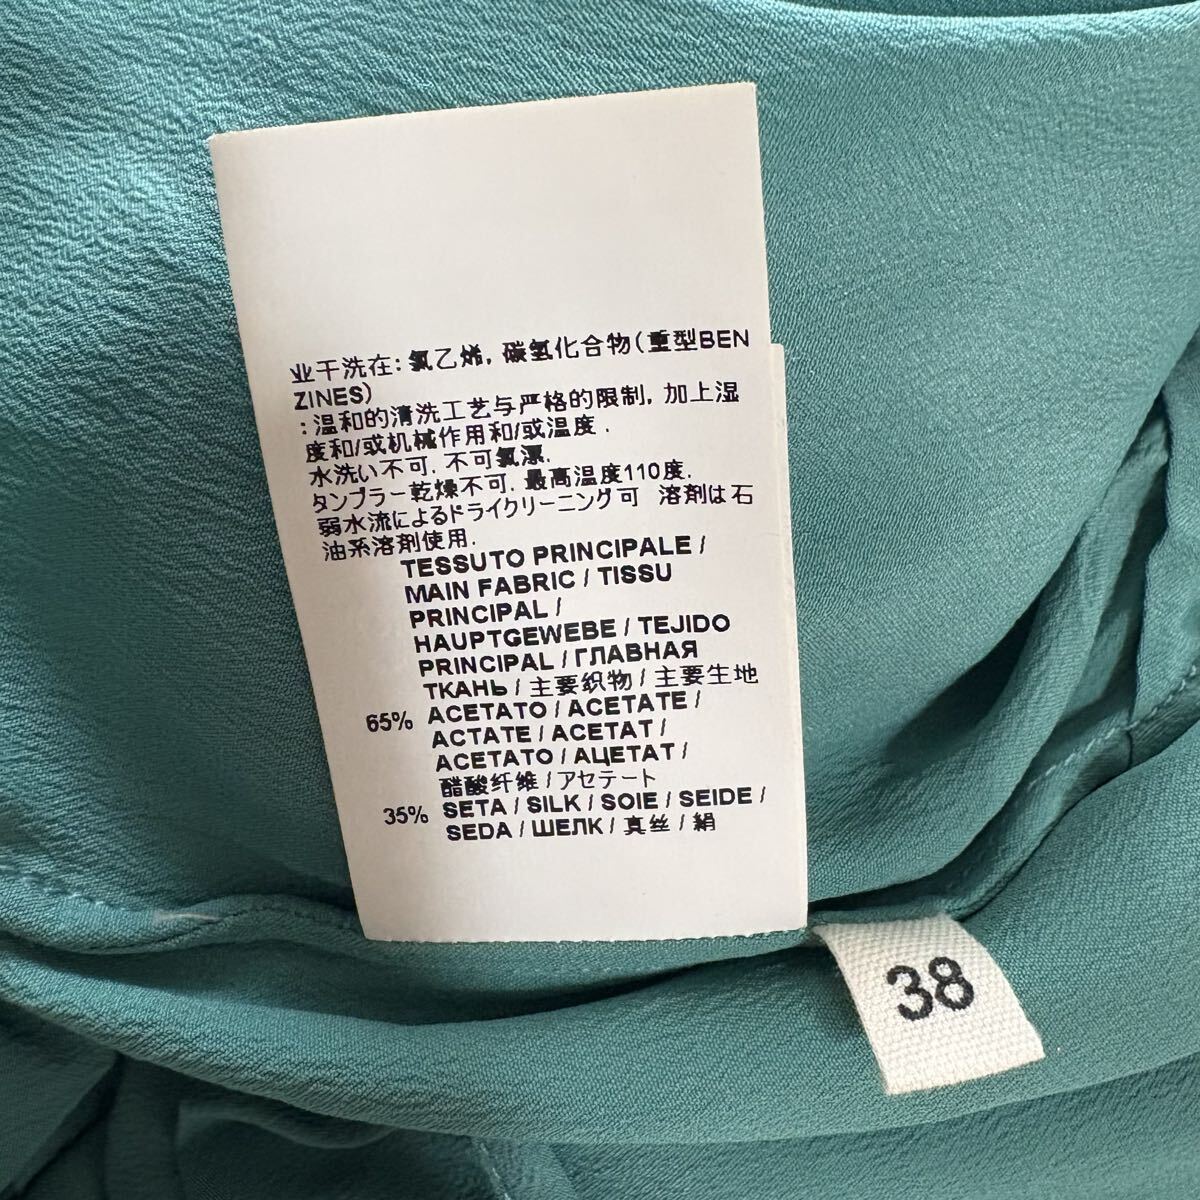 业干洗在: 氯乙烯, 碳氢化合物(重型BEN
ZINES)
: 温和的清洗工艺与严格的限制, 加上湿
度和/或机械作用和/或温度.
水洗い不可. 不可氯漂.
タンブラー乾燥不可. 最高温度110度.
弱水流によるドライクリーニング可 溶剤は石
油系溶剤使用.
TESSUTO PRINCIPALE /
MAIN FABRIC / TISSU
PRINCIPAL /
HAUPTGEWEBE / TEJIDO
PRINCIPAL / ГЛАВНАЯ
ТКАНЬ / 主要织物 / 主要生地
65% ACETATO / ACETATE /
ACTATE / ACETAT /
ACETATO / АЦЕТАТ /
醋酸纤维 / アセテート
35% SETA / SILK / SOIE / SEIDE /
SEDA / ШЕЛК / 真丝 / 絹
38